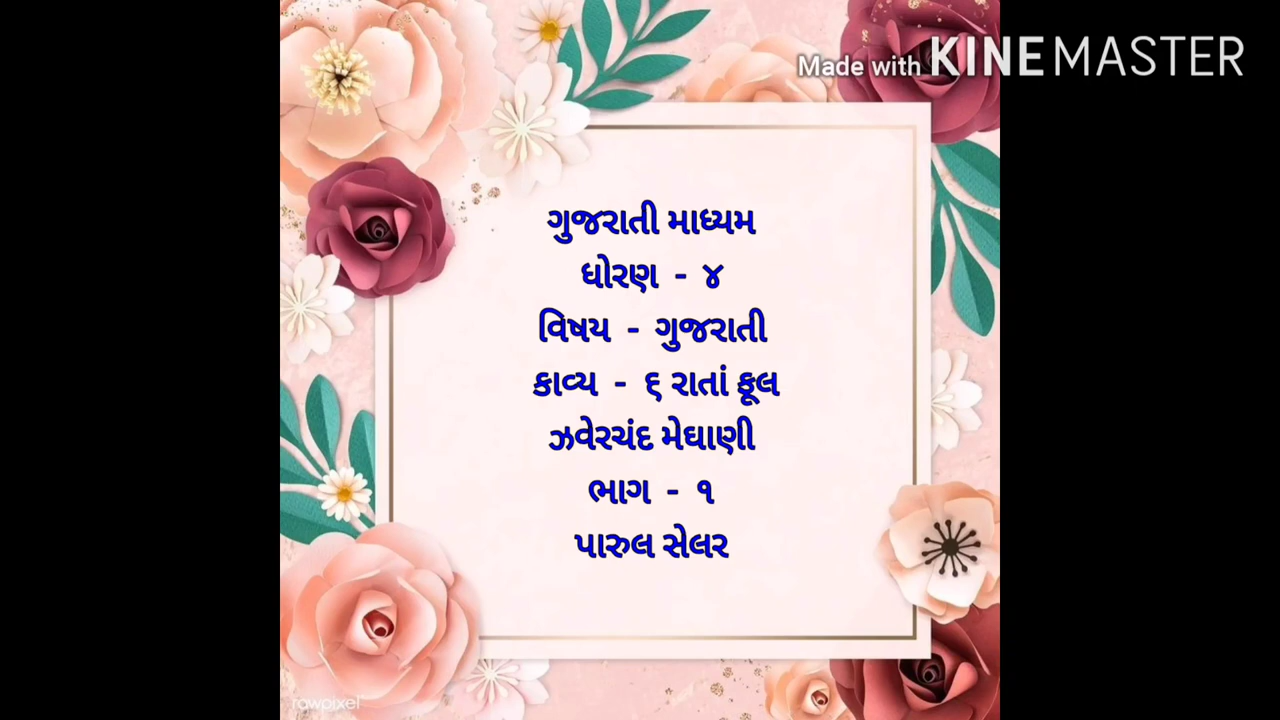 Made with KINEMASTER
ગુજરાતી માધ્યમ
ધોરણ - ૪
વિષય - ગુજરાતી
કાવ્ય - ૬ રાતાં ફૂલ
ઝવેરચંદ મેઘાણી
ભાગ - ૧
પારુલ સેલર
rawpixel